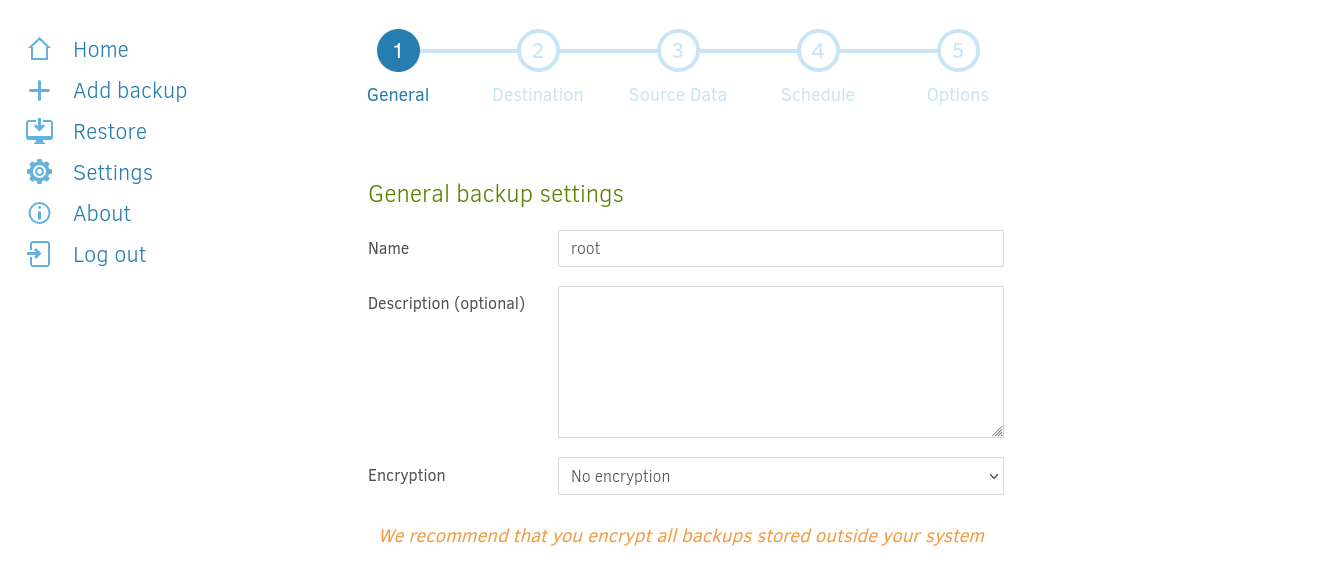 Home
Add backup
Restore
Settings
About
Log out
1 2 3 4 5
General Destination Source Data Schedule Options
General backup settings
Name root
Description (optional)
Encryption No encryption
We recommend that you encrypt all backups stored outside your system